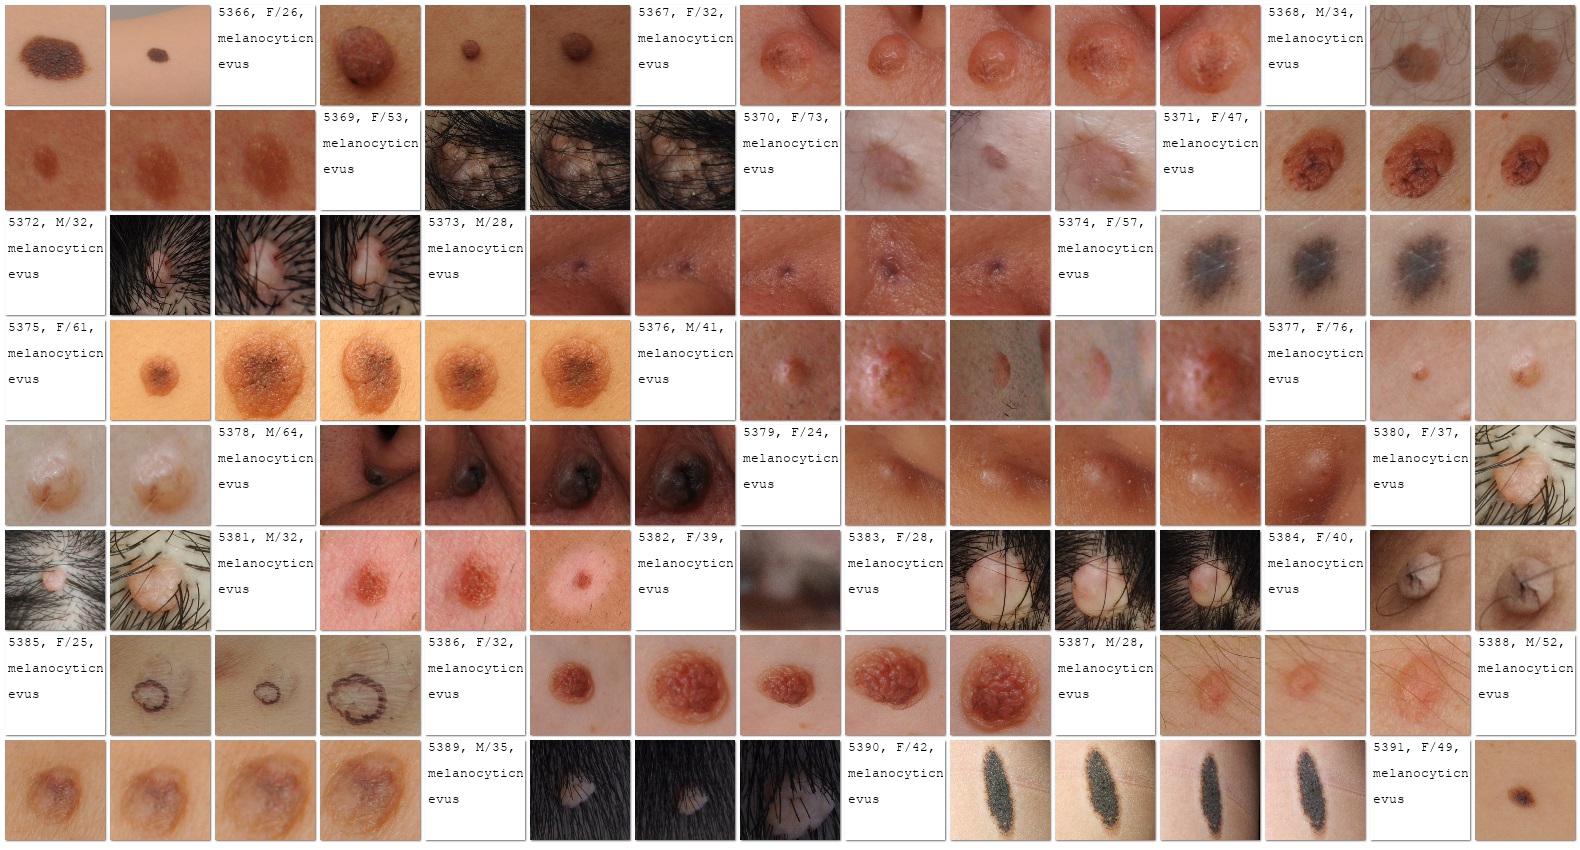 5366, F/26,
melanocyticn
evus
5367, F/32,
melanocyticn
evus
5368, M/34,
melanocyticn
evus
5369, F/53,
melanocyticn
evus
5370, F/73,
melanocyticn
evus
5371, F/47,
melanocyticn
evus
5372, M/32,
melanocyticn
evus
5373, M/28,
melanocyticn
evus
5374, F/57,
melanocyticn
evus
5375, F/61,
melanocyticn
evus
5376, M/41,
melanocyticn
evus
5377, F/76,
melanocyticn
evus
5378, M/64,
melanocyticn
evus
5379, F/24,
melanocyticn
evus
5380, F/37,
melanocyticn
evus
5381, M/32,
melanocyticn
evus
5382, F/39,
melanocyticn
evus
5383, F/28,
melanocyticn
evus
5384, F/40,
melanocyticn
evus
5385, F/25,
melanocyticn
evus
5386, F/32,
melanocyticn
evus
5387, M/28,
melanocyticn
evus
5388, M/52,
melanocyticn
evus
5389, M/35,
melanocyticn
evus
5390, F/42,
melanocyticn
evus
5391, F/49,
melanocyticn
evus